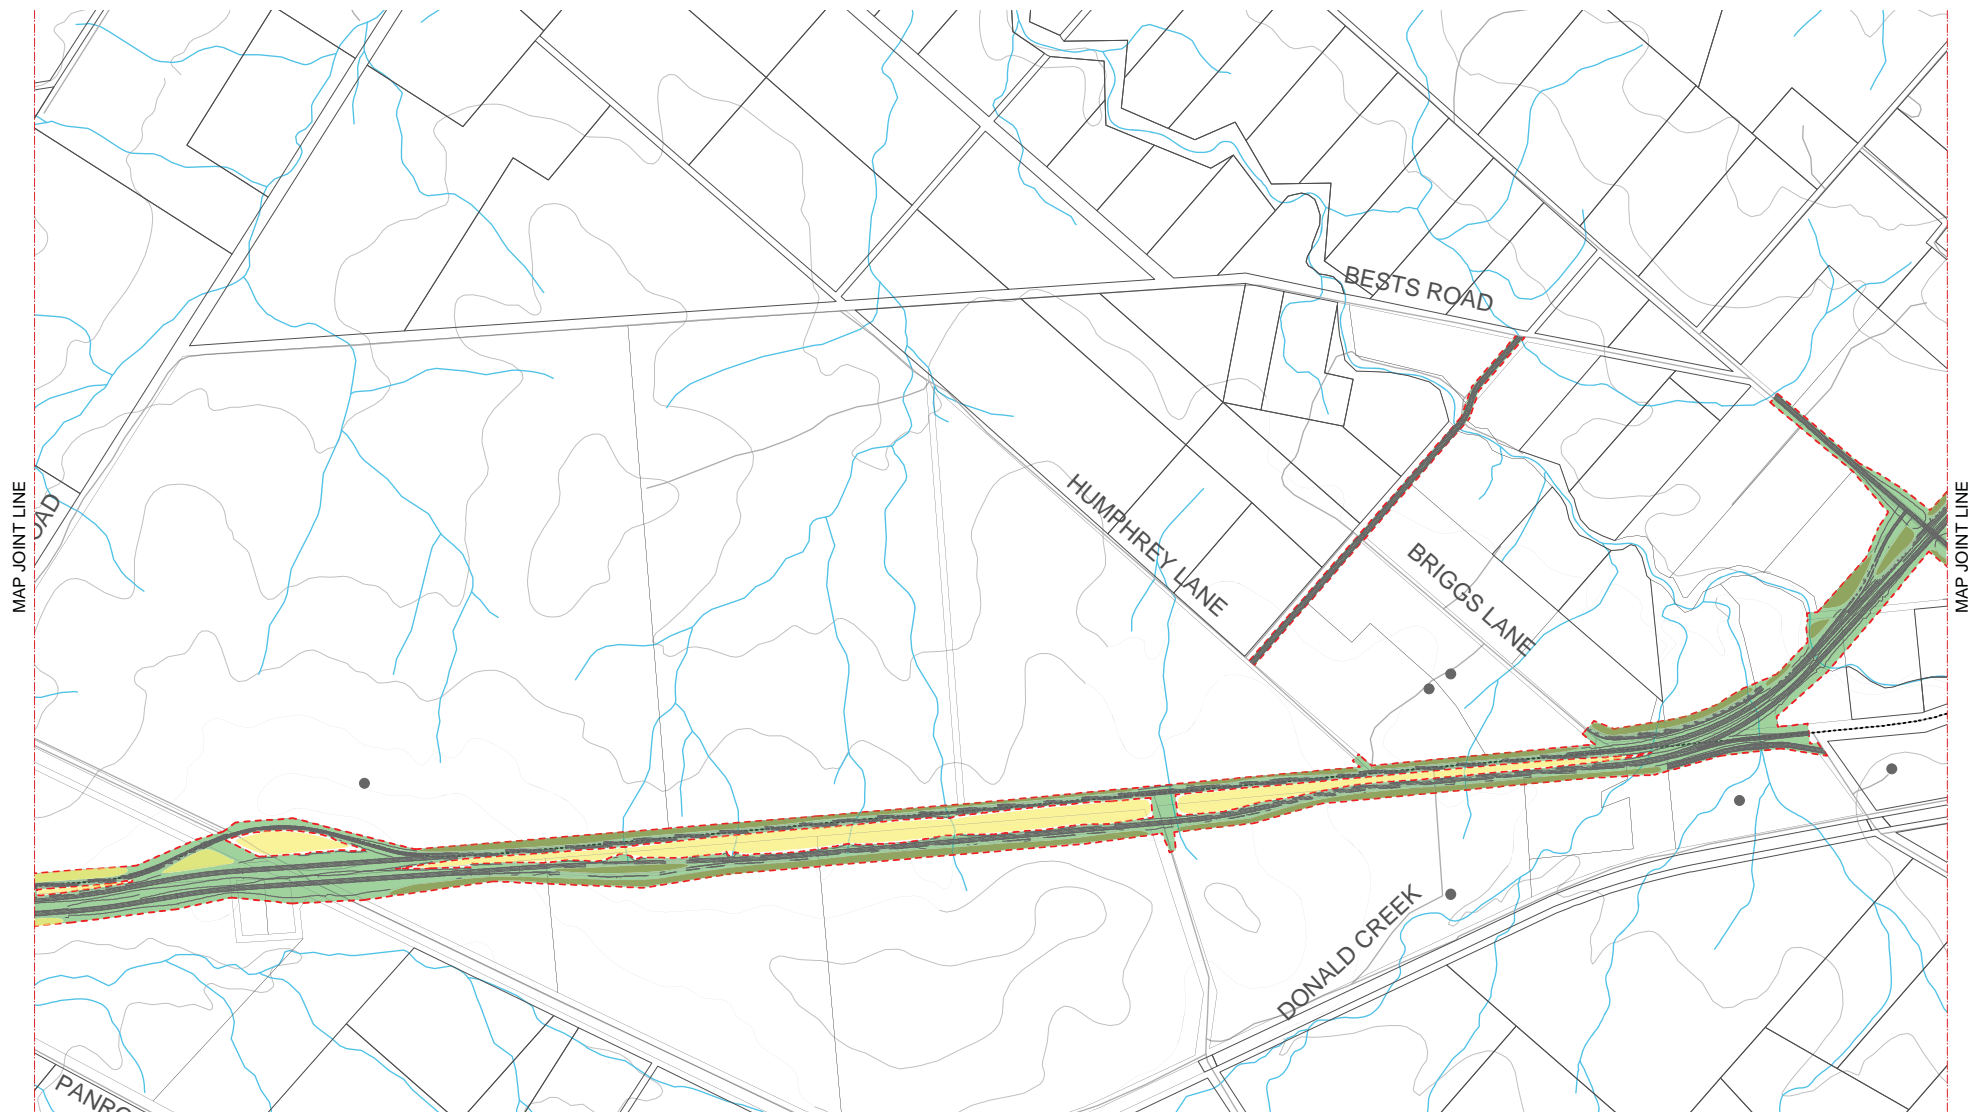 BESTS ROAD
HUMPHREY LANE
BRIGGS LANE
MAP JOINT LINE
MAP JOINT LINE
DONALD CREEK